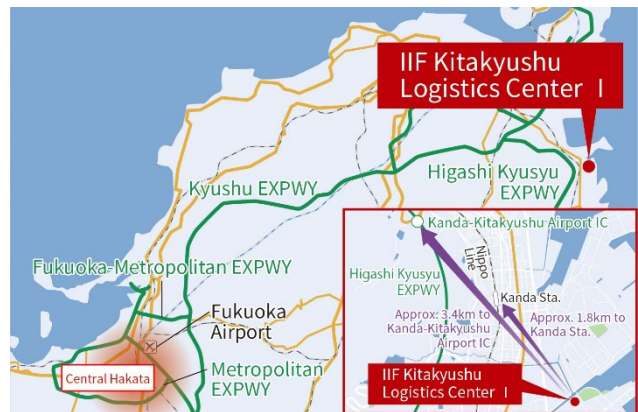 IIF Kitakyushu
Logistics Center I
Kyushu EXPWY
Higashi Kyusyu
EXPWY
Fukuoka-Metropolitan EXPWY
Fukuoka
Airport
Central Hakata
Metropolitan
EXPWY
Kanda-Kitakyushu Airport IC
Nippo
Line
Higashi Kyusyu
EXPWY
Kanda Sta.
Approx. 3.4km to
Kanda-Kitakyushu
Airport IC
Approx. 1.8km to
Kanda Sta.
IIF Kitakyushu
Logistics Center I